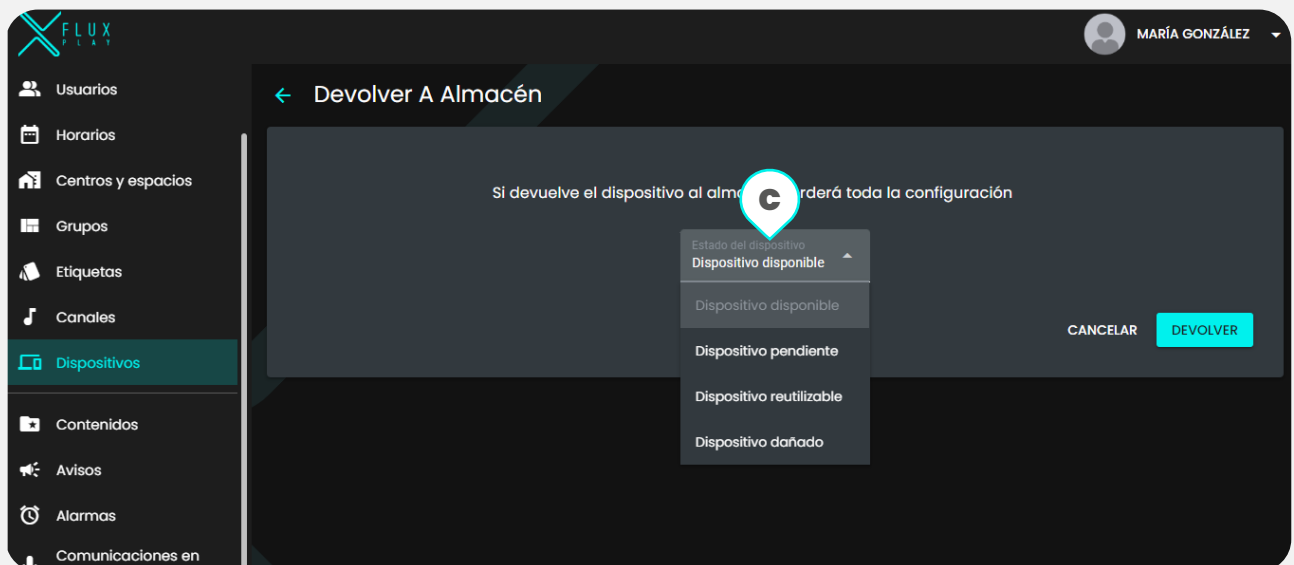 FLUX
PLAY
MARÍA GONZÁLEZ
Usuarios
Horarios
Centros y espacios
Grupos
Etiquetas
Canales
Dispositivos
Contenidos
Avisos
Alarmas
Comunicaciones en
Devolver A Almacén
Si devuelve el dispositivo al alm rderá toda la configuración
C
Estado del dispositivo
Dispositivo disponible
Dispositivo disponible
Dispositivo pendiente
Dispositivo reutilizable
Dispositivo dañado
CANCELAR
DEVOLVER